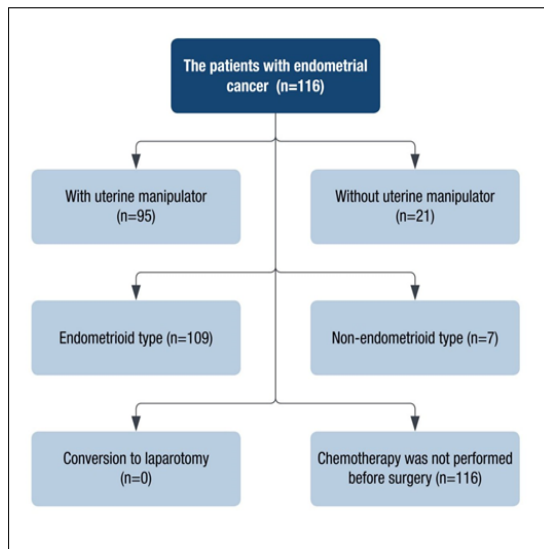 The patients with endometrial
cancer (n=116)
With uterine manipulator
(n=95)
Without uterine manipulator
(n=21)
Endometrioid type (n=109)
Non-endometrioid type (n=7)
Conversion to laparotomy
(n=0)
Chemotherapy was not performed
before surgery (n=116)